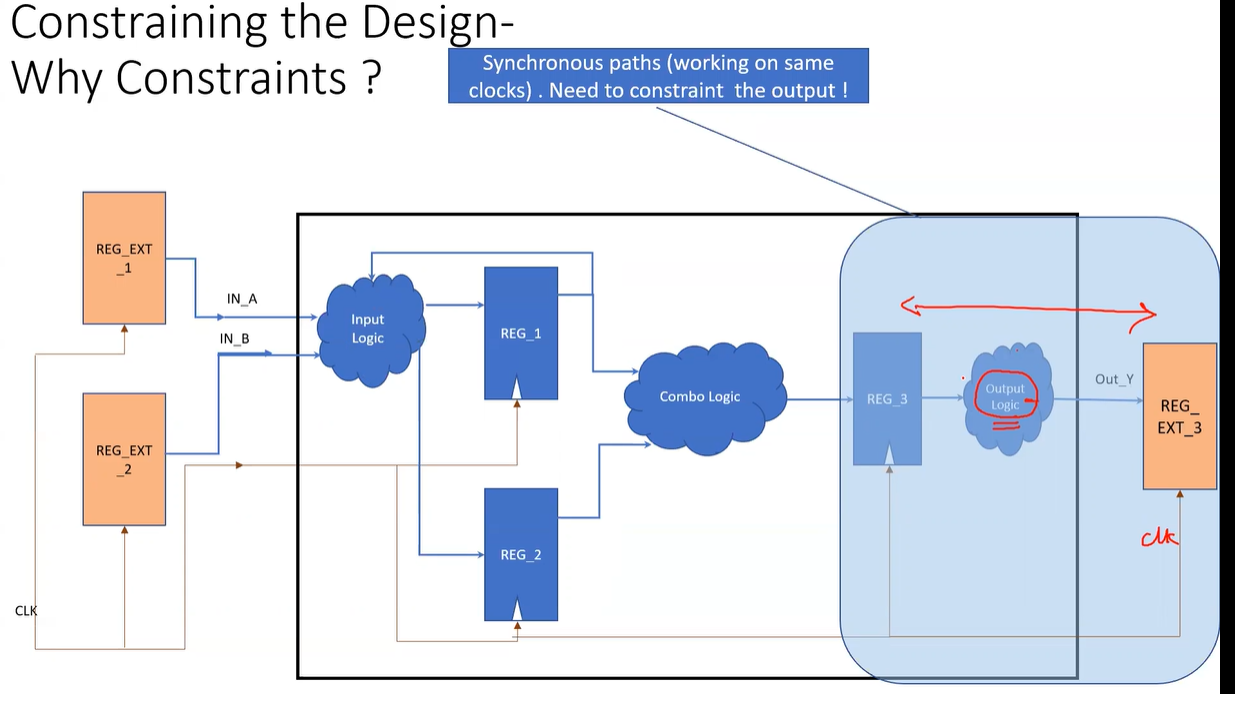 Constraining the Design-
Why Constraints ?
Synchronous paths (working on same
clocks) . Need to constraint  the output !
REG_EXT
_1
IN_A
IN_B
Input
Logic
REG_1
Combo Logic
REG_3
Output
Logic
Out_Y
REG_
EXT_3
REG_EXT
_2
clk
REG_2
CLK